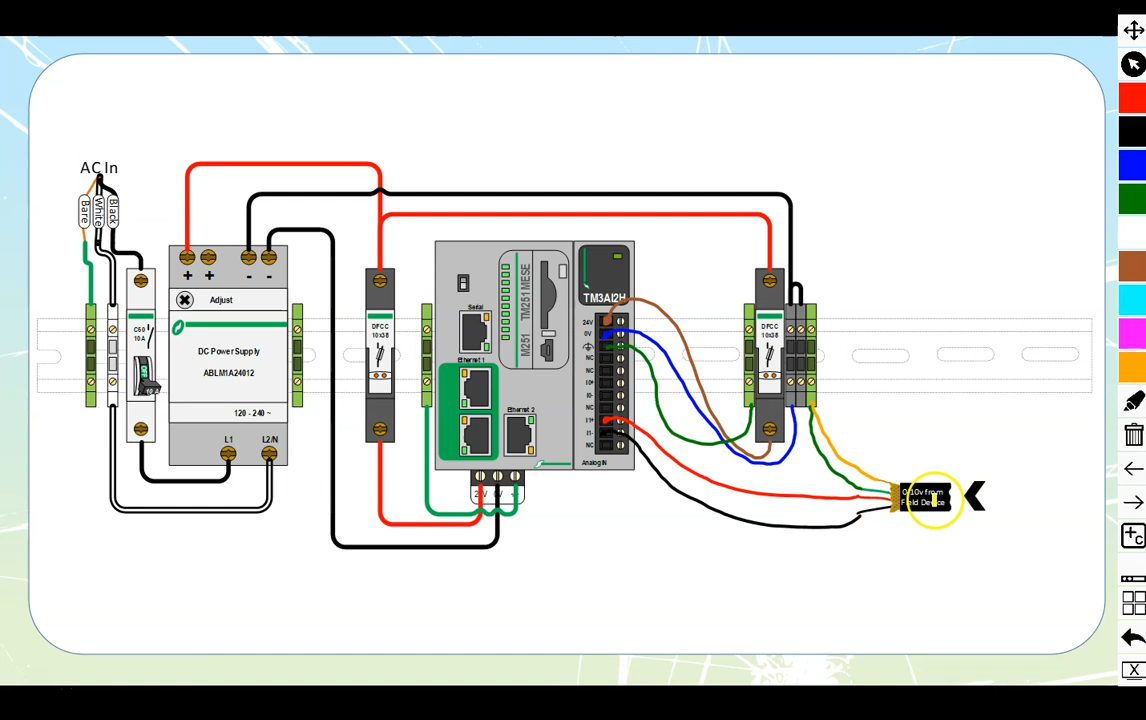 AC In
Bare
White
Black
+ + - -
Adjust
DC Power Supply
ABLM1A24012
120 - 240 ~
L1 L2/N
C60
10 A
OFF
DFCC
10x38
Serial
Ethernet 1
Ethernet 2
M251 TM251 MESE
TM3AI2H
24V
0V
NC
NC
I0+
I0-
NC
I1+
I1-
NC
Analog IN
DFCC
10x38
0-10v from
Field Device
+C
X